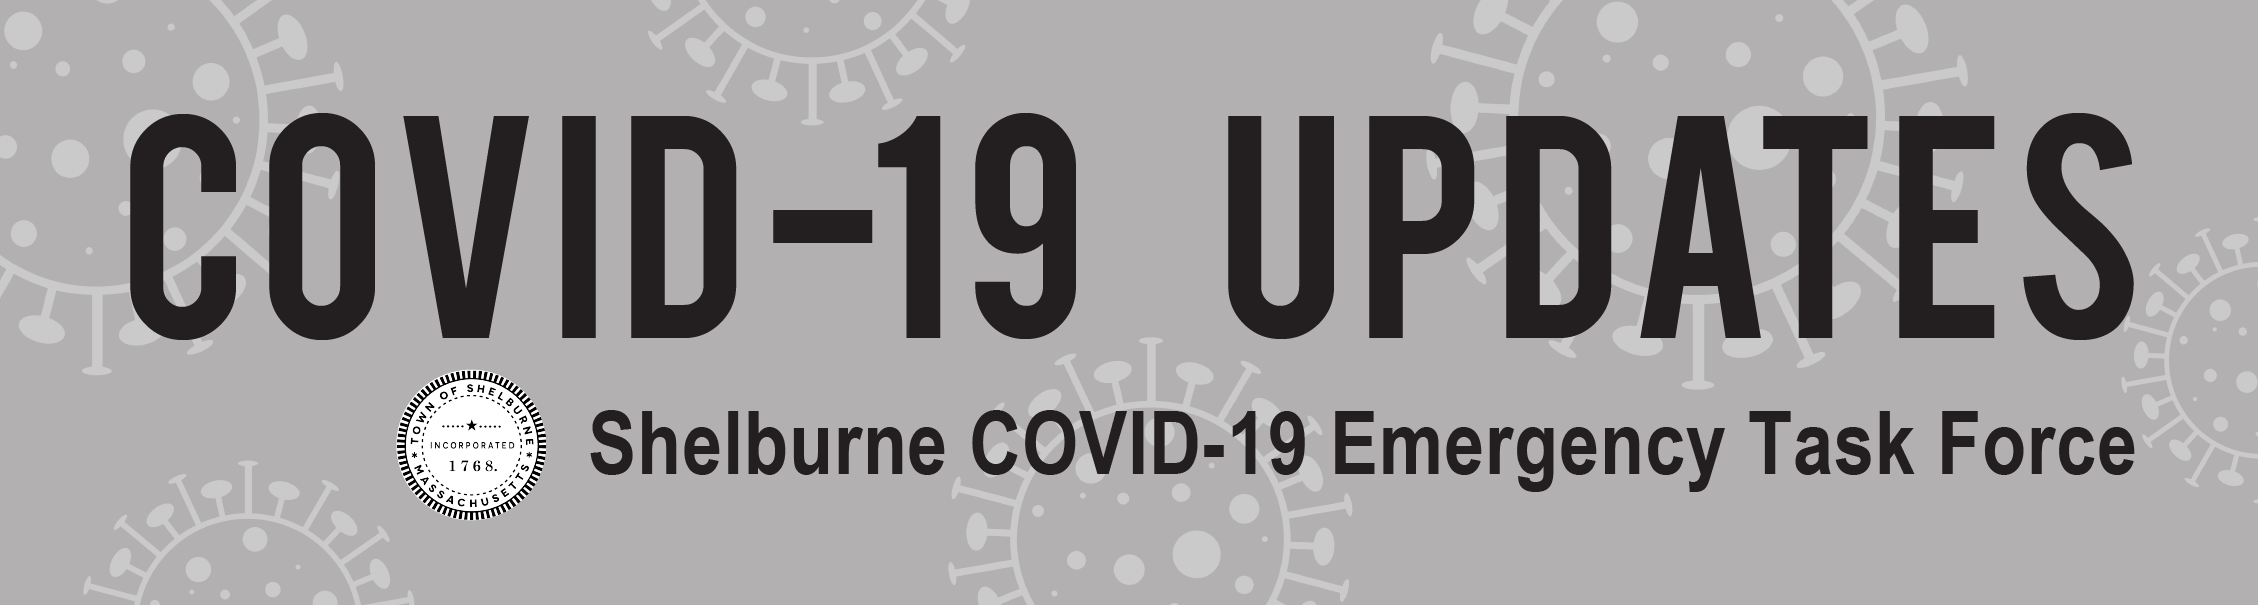 COVID-19 UPDATES
TOWN OF SHELBURNE
INCORPORATED
1768.
MASSACHUSETTS
Shelburne COVID-19 Emergency Task Force